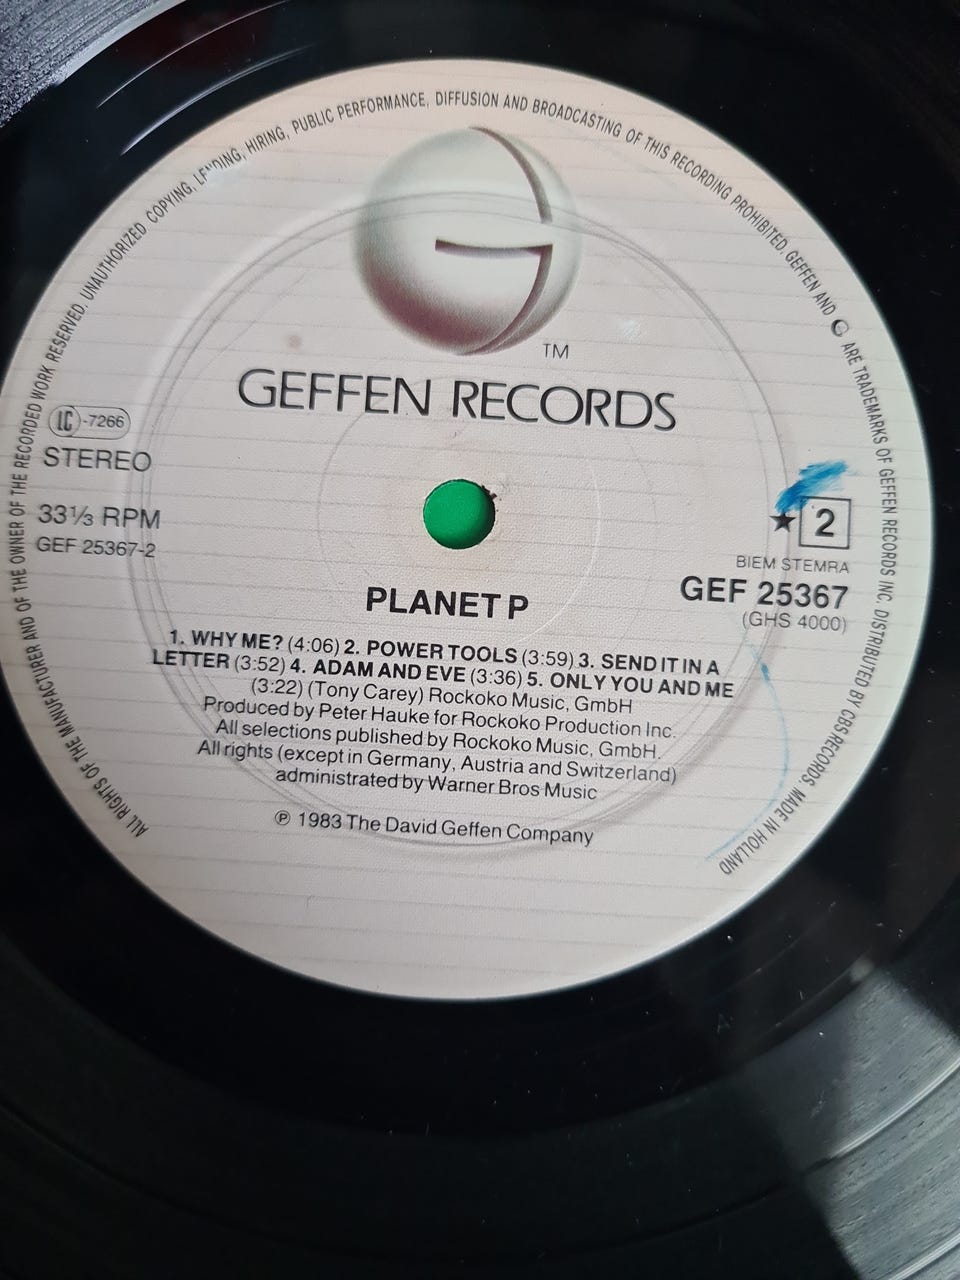 ALL RIGHTS OF THE MANUFACTURER AND OF THE OWNER OF THE RECORDED WORK RESERVED. UNAUTHORIZED COPYING, LENDING, HIRING, PUBLIC PERFORMANCE, DIFFUSION AND BROADCASTING OF THIS RECORDING PROHIBITED. GEFFEN AND G ARE TRADEMARKS OF GEFFEN RECORDS INC. DISTRIBUTED BY CBS RECORDS. MADE IN HOLLAND
TM
GEFFEN RECORDS
LC -7266
STEREO
33⅓ RPM
GEF 25367-2
★ 2
BIEM STEMRA
GEF 25367
(GHS 4000)
PLANET P
1. WHY ME? (4:06) 2. POWER TOOLS (3:59) 3. SEND IT IN A
LETTER (3:52) 4. ADAM AND EVE (3:36) 5. ONLY YOU AND ME
(3:22) (Tony Carey) Rockoko Music, GmbH
Produced by Peter Hauke for Rockoko Production Inc.
All selections published by Rockoko Music, GmbH.
All rights (except in Germany, Austria and Switzerland)
administrated by Warner Bros Music
℗ 1983 The David Geffen Company